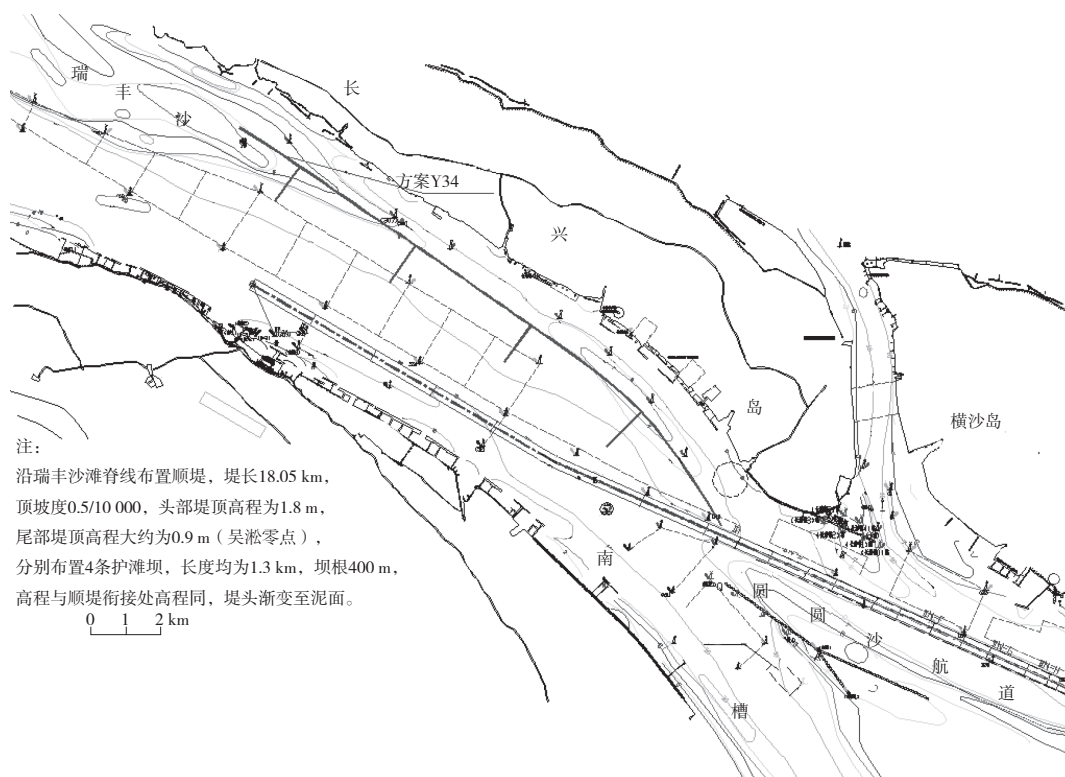 瑞
丰
沙
长
方案Y34
兴
岛
横沙岛
注：
沿瑞丰沙滩脊线布置顺堤，堤长18.05 km，
顶坡度0.5/10 000，头部堤顶高程为1.8 m，
尾部堤顶高程大约为0.9 m（吴淞零点），
分别布置4条护滩坝，长度均为1.3 km，坝根400 m，
高程与顺堤衔接处高程同，堤头渐变至泥面。
0 1 2 km
南
槽
圆
圆
沙
航
道